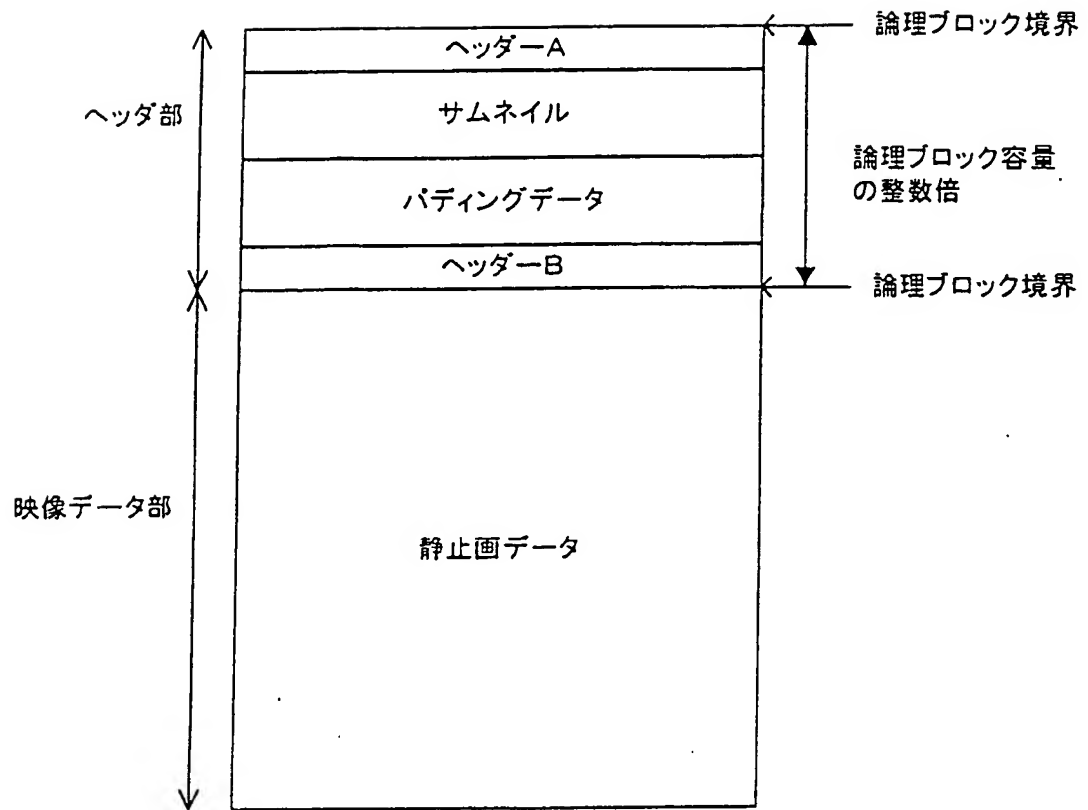 論理ブロック境界
ヘッダーA
ヘッダ部
サムネイル
論理ブロック容量
の整数倍
パディングデータ
ヘッダーB
論理ブロック境界
映像データ部
静止画データ